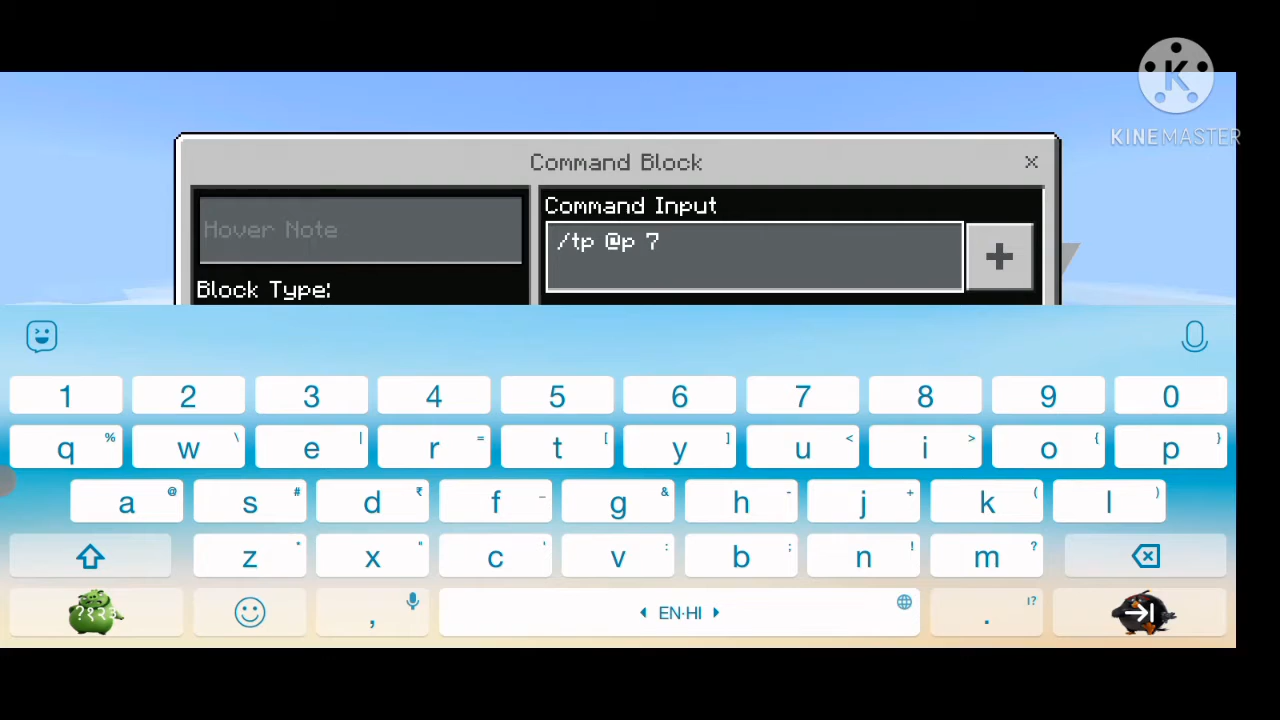 K
KINEMASTER
Command Block
Hover Note
Command Input
/tp @p 7
Block Type:
1 2 3 4 5 6 7 8 9 0
q % w \ e | r = t [ y ] u < i > o { p }
a @ s # d ₹ f _ g & h - j + k ( l )
z * x " c ' v : b ; n ! m ?
?१२३ , EN·HI . !?